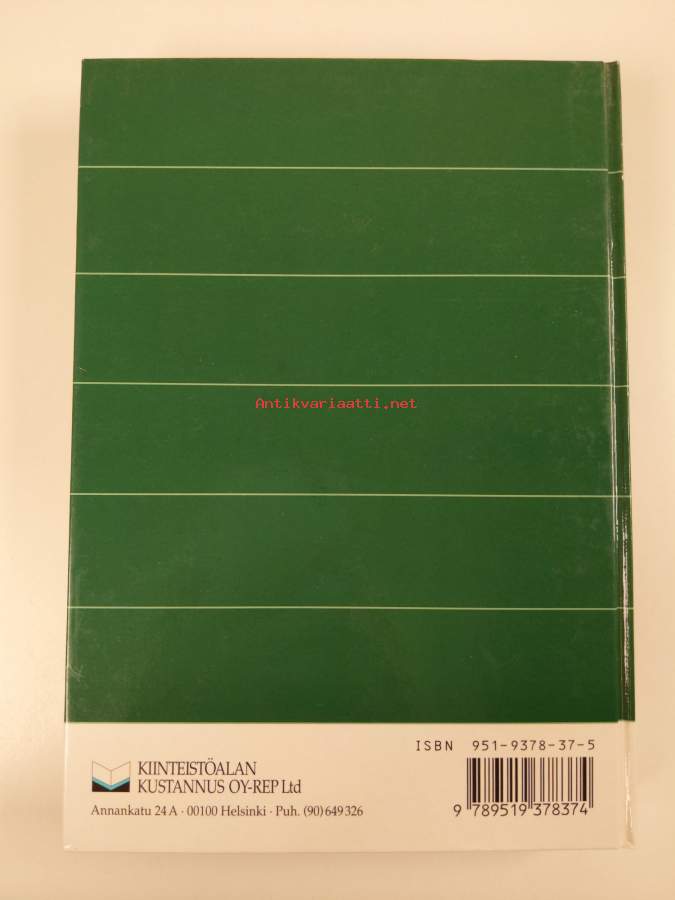 Antikvariaatti.net
ISBN 951-9378-37-5
KIINTEISTÖALAN
KUSTANNUS OY-REP Ltd
Annankatu 24 A · 00100 Helsinki · Puh. (90) 649 326
9 789519 378374